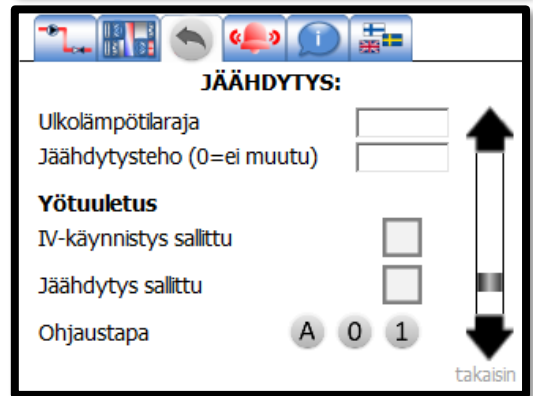 JÄÄHDYTYS:
Ulkolämpötilaraja
Jäähdytysteho (0=ei muutu)
Yötuuletus
IV-käynnistys sallittu
Jäähdytys sallittu
Ohjaustapa A 0 1
takaisin